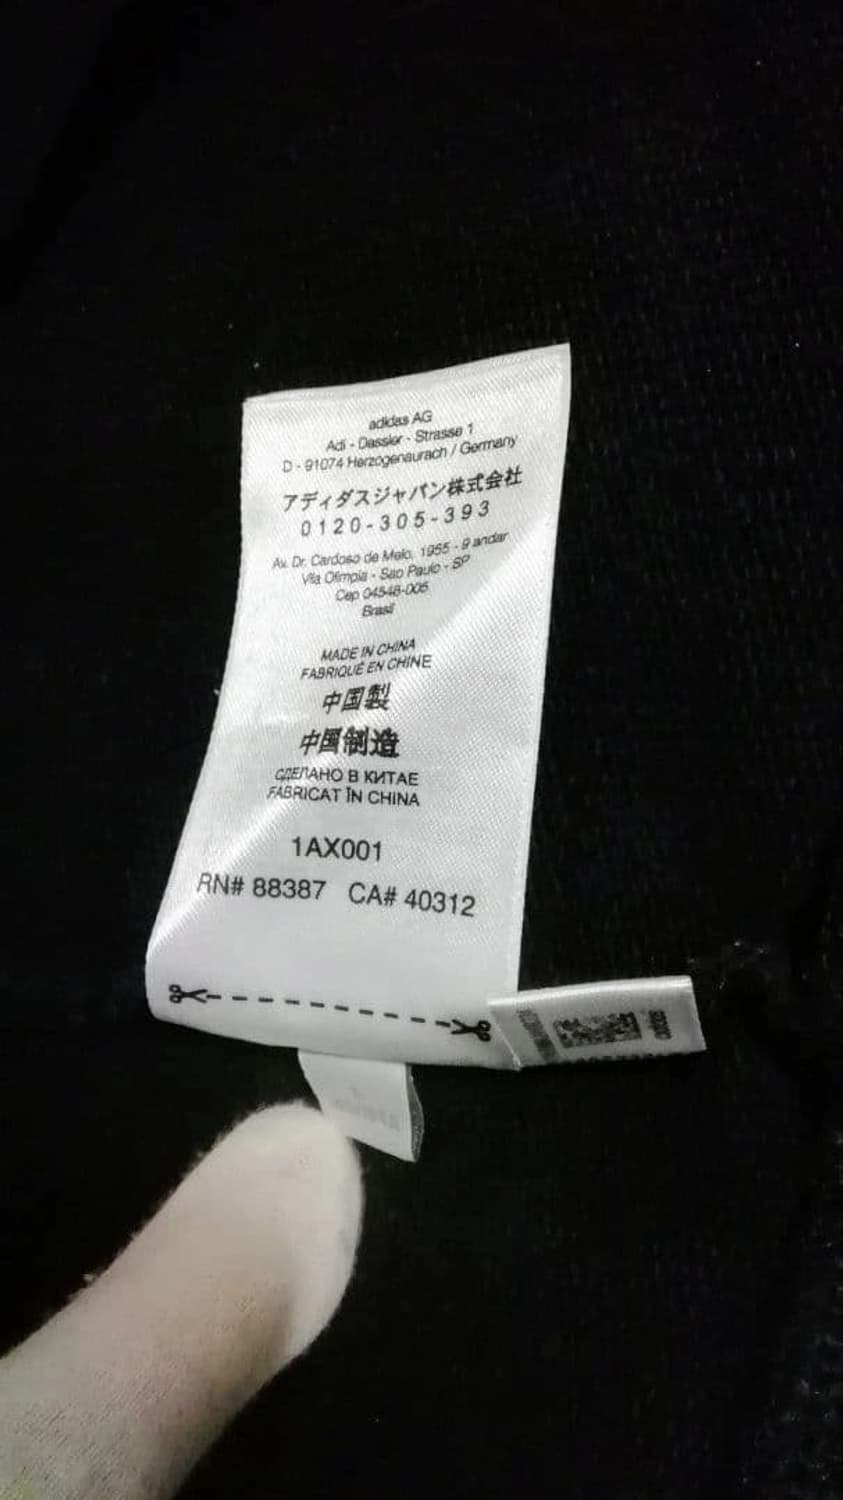 adidas AG
Adi - Dassler - Strasse 1
D - 91074 Herzogenaurach / Germany
アディダスジャパン株式会社
0120-305-393
Av. Dr. Cardoso de Melo, 1955 - 9 andar
Vila Olimpia - Sao Paulo - SP
Cep 04548-005
Brasil
MADE IN CHINA
FABRIQUÉ EN CHINE
中国製
中国制造
СДЕЛАНО В КИТАЕ
FABRICAT ÎN CHINA
1AX001
RN# 88387 CA# 40312
adidas